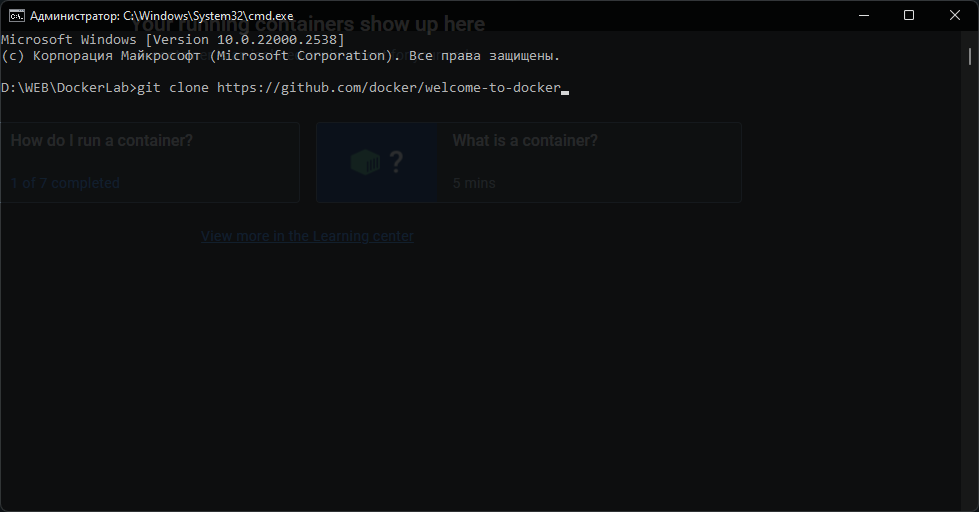 Администратор: C:\Windows\System32\cmd.exe
Your running containers show up here
Microsoft Windows [Version 10.0.22000.2538]
(c) Корпорация Майкрософт (Microsoft Corporation). Все права защищены.
D:\WEB\DockerLab>git clone https://github.com/docker/welcome-to-docker
How do I run a container?
What is a container?
1 of 7 completed
5 mins
View more in the Learning center